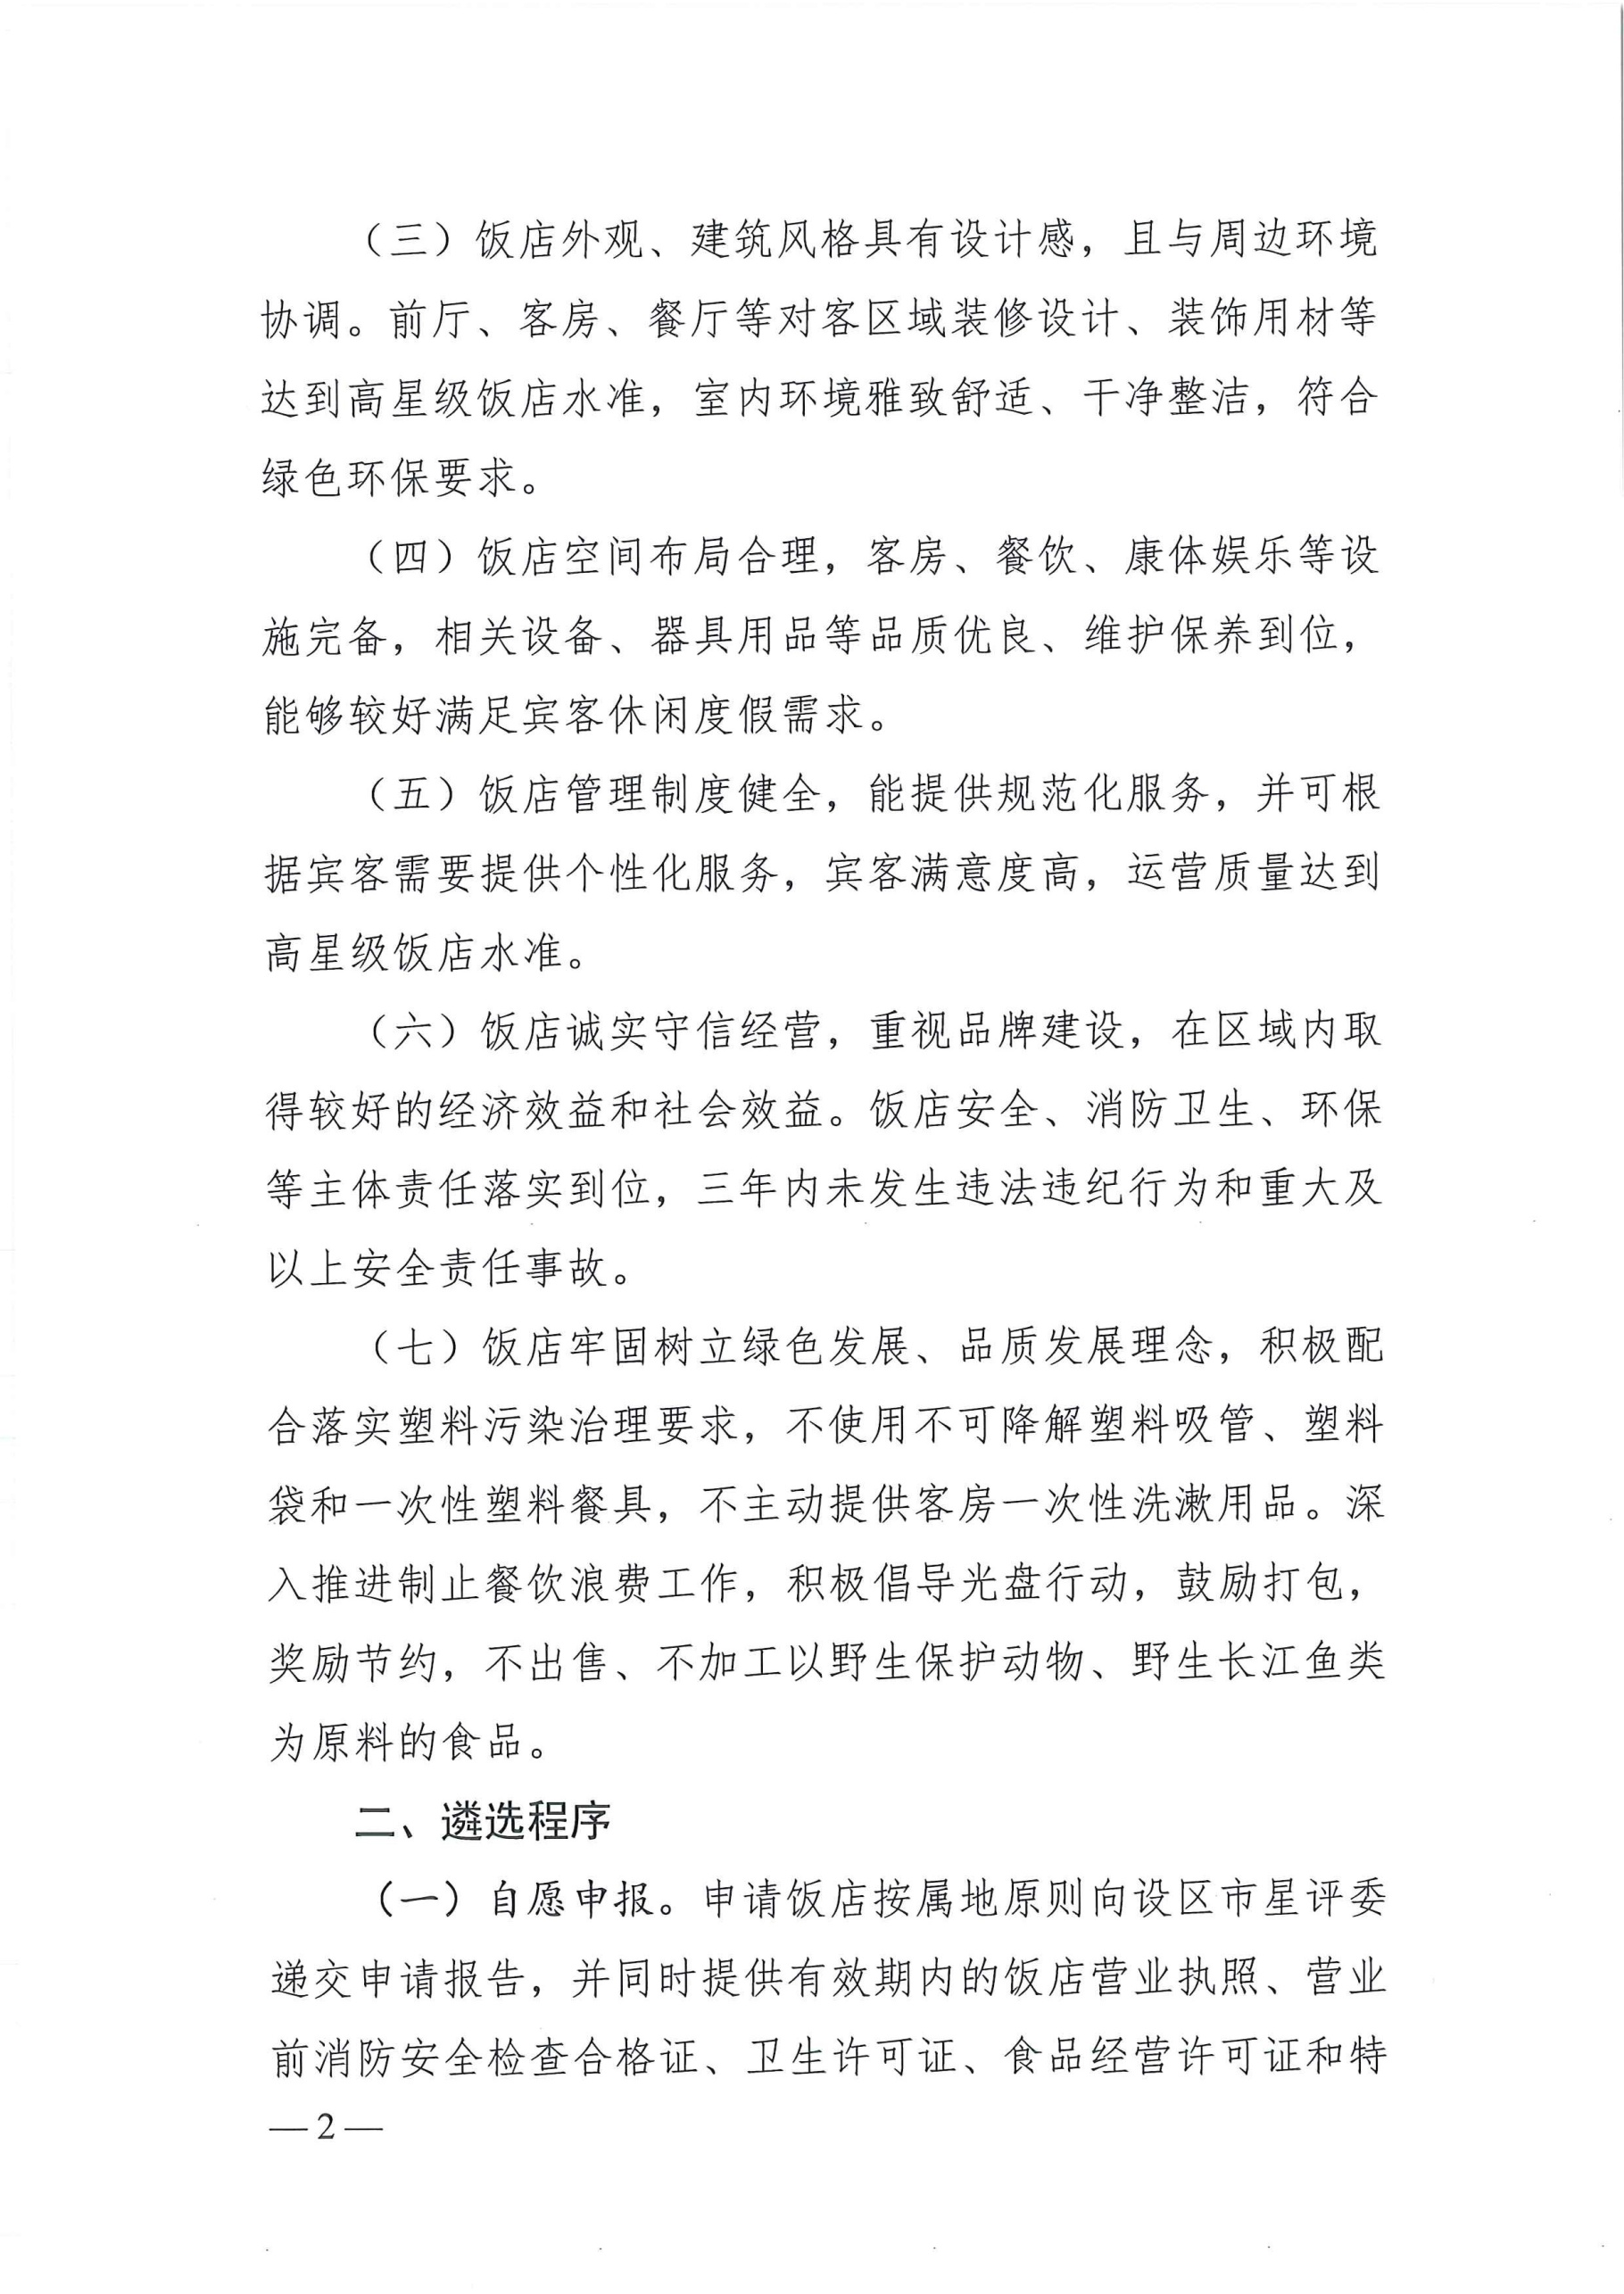 （三）饭店外观、建筑风格具有设计感，且与周边环境
协调。前厅、客房、餐厅等对客区域装修设计、装饰用材等
达到高星级饭店水准，室内环境雅致舒适、干净整洁，符合
绿色环保要求。
（四）饭店空间布局合理，客房、餐饮、康体娱乐等设
施完备，相关设备、器具用品等品质优良、维护保养到位，
能够较好满足宾客休闲度假需求。
（五）饭店管理制度健全，能提供规范化服务，并可根
据宾客需要提供个性化服务，宾客满意度高，运营质量达到
高星级饭店水准。
（六）饭店诚实守信经营，重视品牌建设，在区域内取
得较好的经济效益和社会效益。饭店安全、消防卫生、环保
等主体责任落实到位，三年内未发生违法违纪行为和重大及
以上安全责任事故。
（七）饭店牢固树立绿色发展、品质发展理念，积极配
合落实塑料污染治理要求，不使用不可降解塑料吸管、塑料
袋和一次性塑料餐具，不主动提供客房一次性洗漱用品。深
入推进制止餐饮浪费工作，积极倡导光盘行动，鼓励打包，
奖励节约，不出售、不加工以野生保护动物、野生长江鱼类
为原料的食品。
二、遴选程序
（一）自愿申报。申请饭店按属地原则向设区市星评委
递交申请报告，并同时提供有效期内的饭店营业执照、营业
前消防安全检查合格证、卫生许可证、食品经营许可证和特
—2—